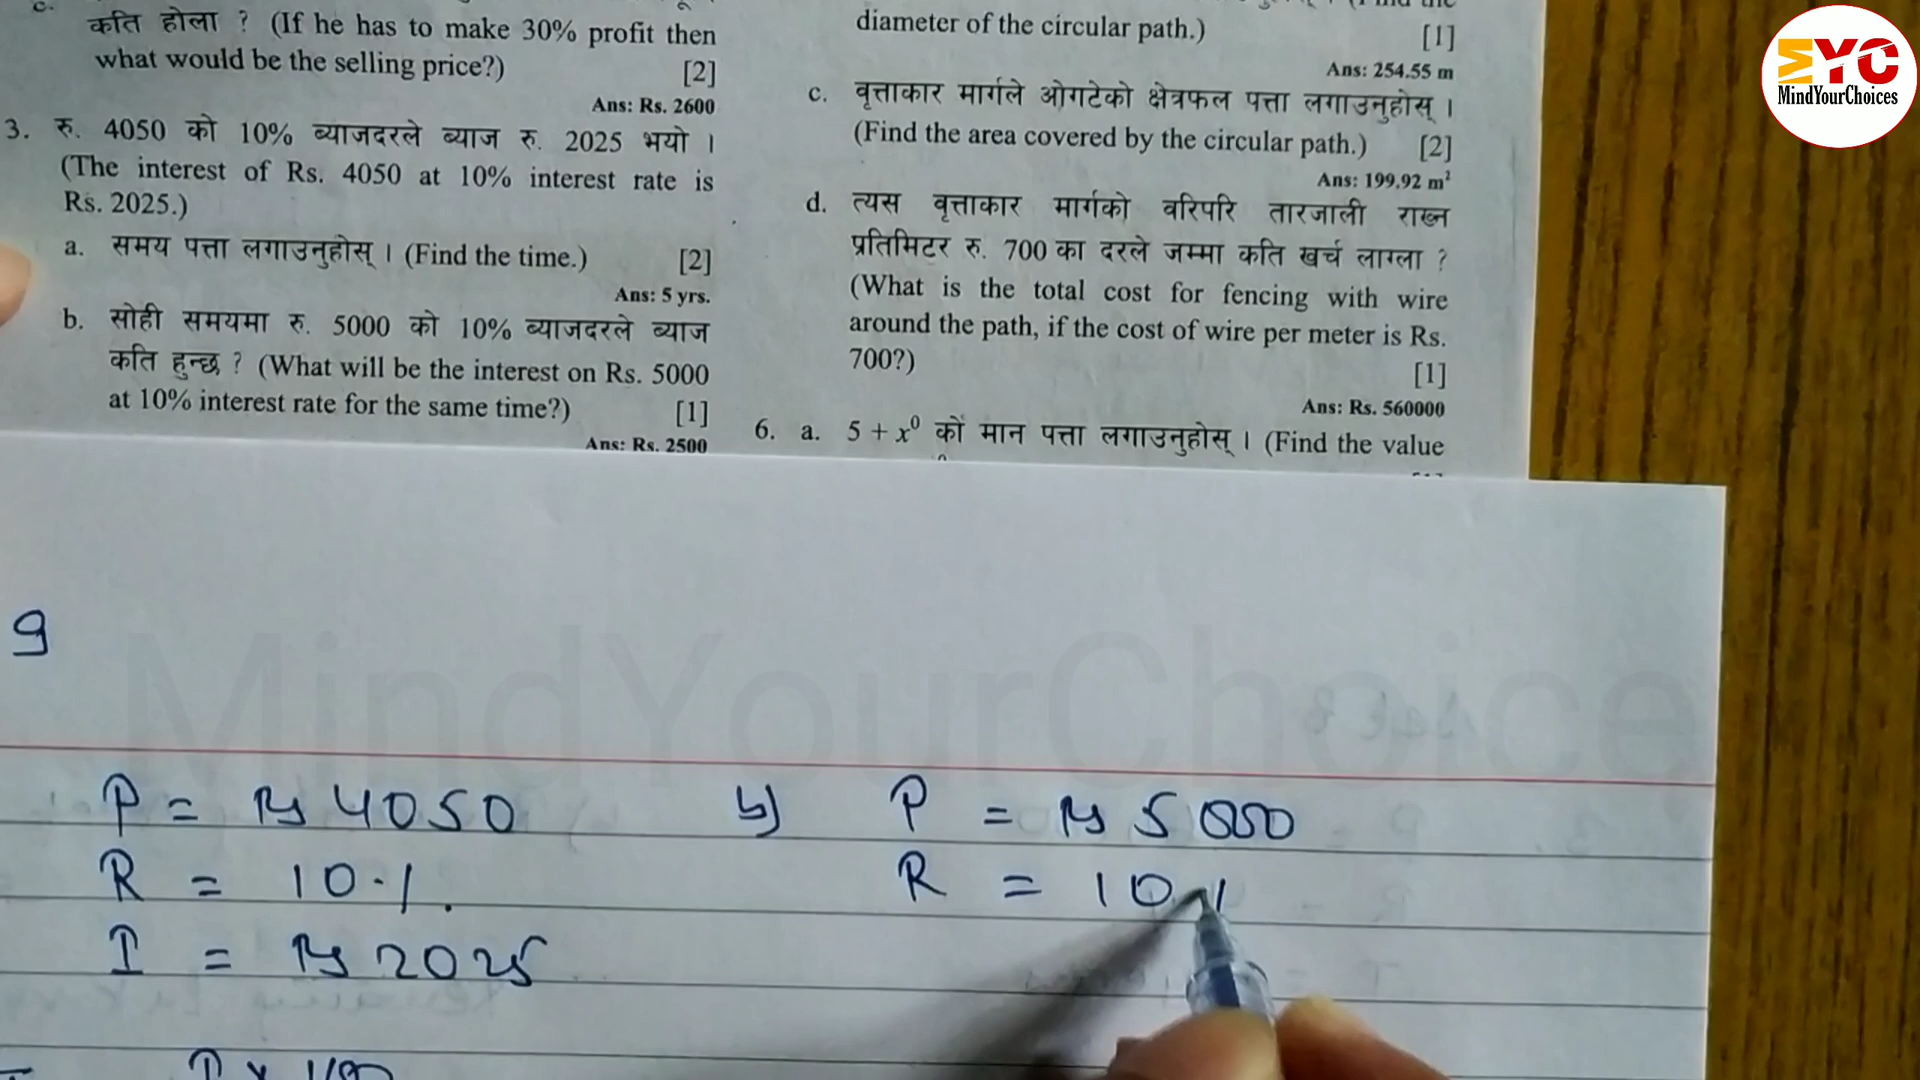 कति होला ? (If he has to make 30% profit then
what would be the selling price?) [2]
Ans: Rs. 2600
3. रु. 4050 को 10% ब्याजदरले ब्याज रु. 2025 भयो ।
(The interest of Rs. 4050 at 10% interest rate is
Rs. 2025.)
a. समय पत्ता लगाउनुहोस् । (Find the time.) [2]
Ans: 5 yrs.
b. सोही समयमा रु. 5000 को 10% ब्याजदरले ब्याज
कति हुन्छ ? (What will be the interest on Rs. 5000
at 10% interest rate for the same time?) [1]
Ans: Rs. 2500
diameter of the circular path.) [1]
Ans: 254.55 m
c. वृत्ताकार मार्गले ओगटेको क्षेत्रफल पत्ता लगाउनुहोस् ।
(Find the area covered by the circular path.) [2]
Ans: 199.92 m²
d. त्यस वृत्ताकार मार्गको वरिपरि तारजाली राख्न
प्रतिमिटर रु. 700 का दरले जम्मा कति खर्च लाग्ला ?
(What is the total cost for fencing with wire
around the path, if the cost of wire per meter is Rs.
700?) [1]
Ans: Rs. 560000
6. a. 5 + x⁰ को मान पत्ता लगाउनुहोस् । (Find the value
MYC
MindYourChoices
MindYourChoice
g
P = Rs 4050
R = 10%.
I = Rs 2025
I x 100
b) P = Rs 5000
R = 10%